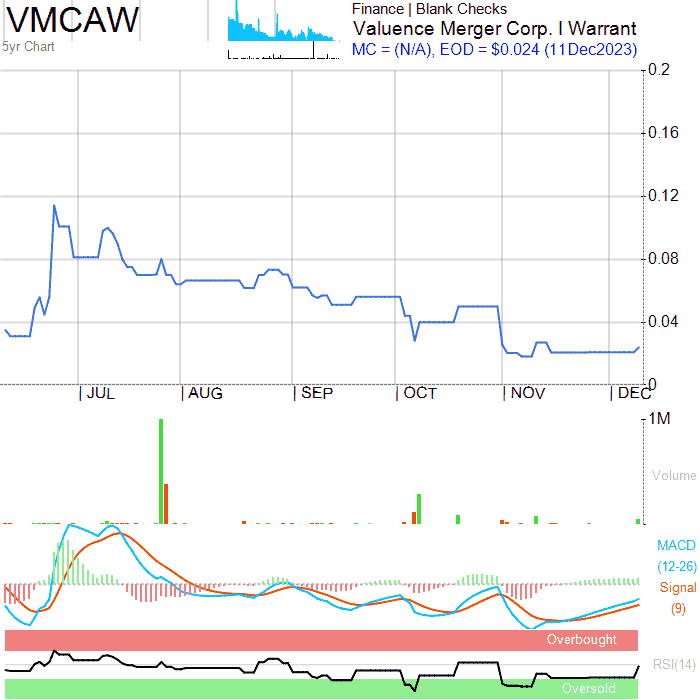 VMCAW
5yr Chart
Finance | Blank Checks
Valuence Merger Corp. I Warrant
MC = (N/A), EOD = $0.024 (11Dec2023)
0.2
0.16
0.12
0.08
0.04
0
JUL AUG SEP OCT NOV DEC
1M
Volume
MACD
(12-26)
Signal
(9)
Overbought
RSI(14)
Oversold